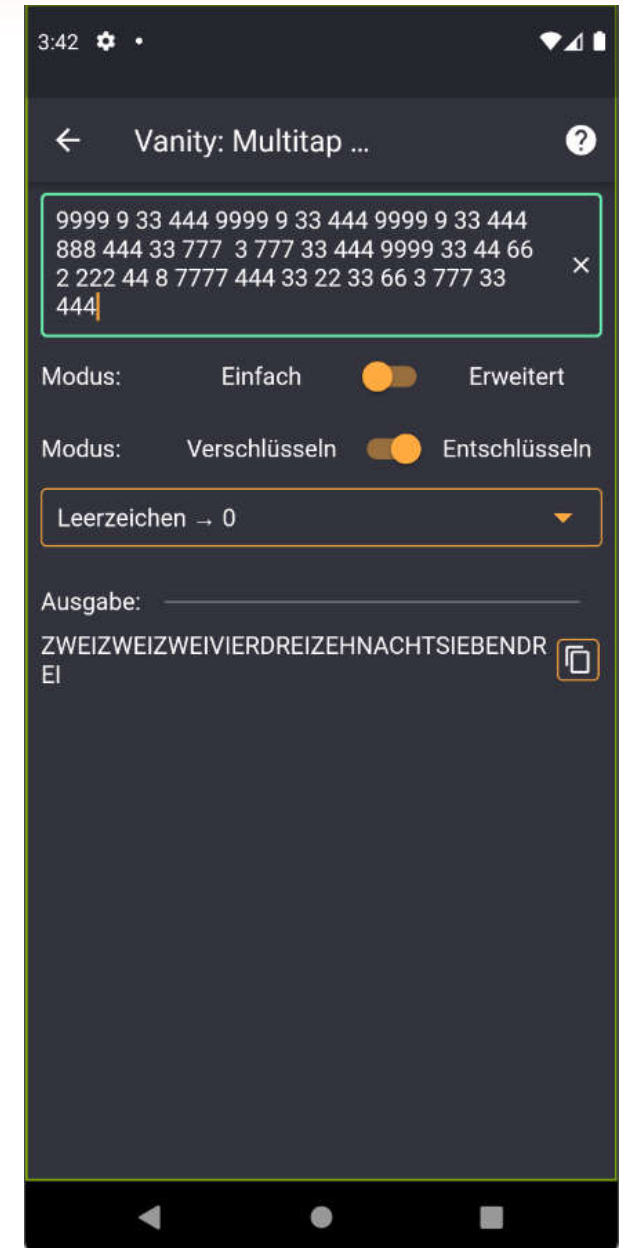 3:42
Vanity: Multitap ...
9999 9 33 444 9999 9 33 444 9999 9 33 444
888 444 33 777  3 777 33 444 9999 33 44 66
2 222 44 8 7777 444 33 22 33 66 3 777 33
444
Modus: Einfach Erweitert
Modus: Verschlüsseln Entschlüsseln
Leerzeichen → 0
Ausgabe:
ZWEIZWEIZWEIVIERDREIZEHNACHTSIEBENDR
EI